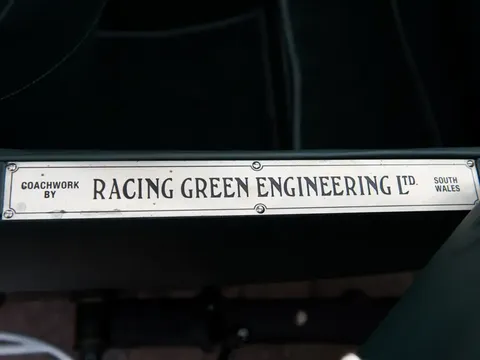 COACHWORK
BY
RACING GREEN ENGINEERING LTD.
SOUTH
WALES